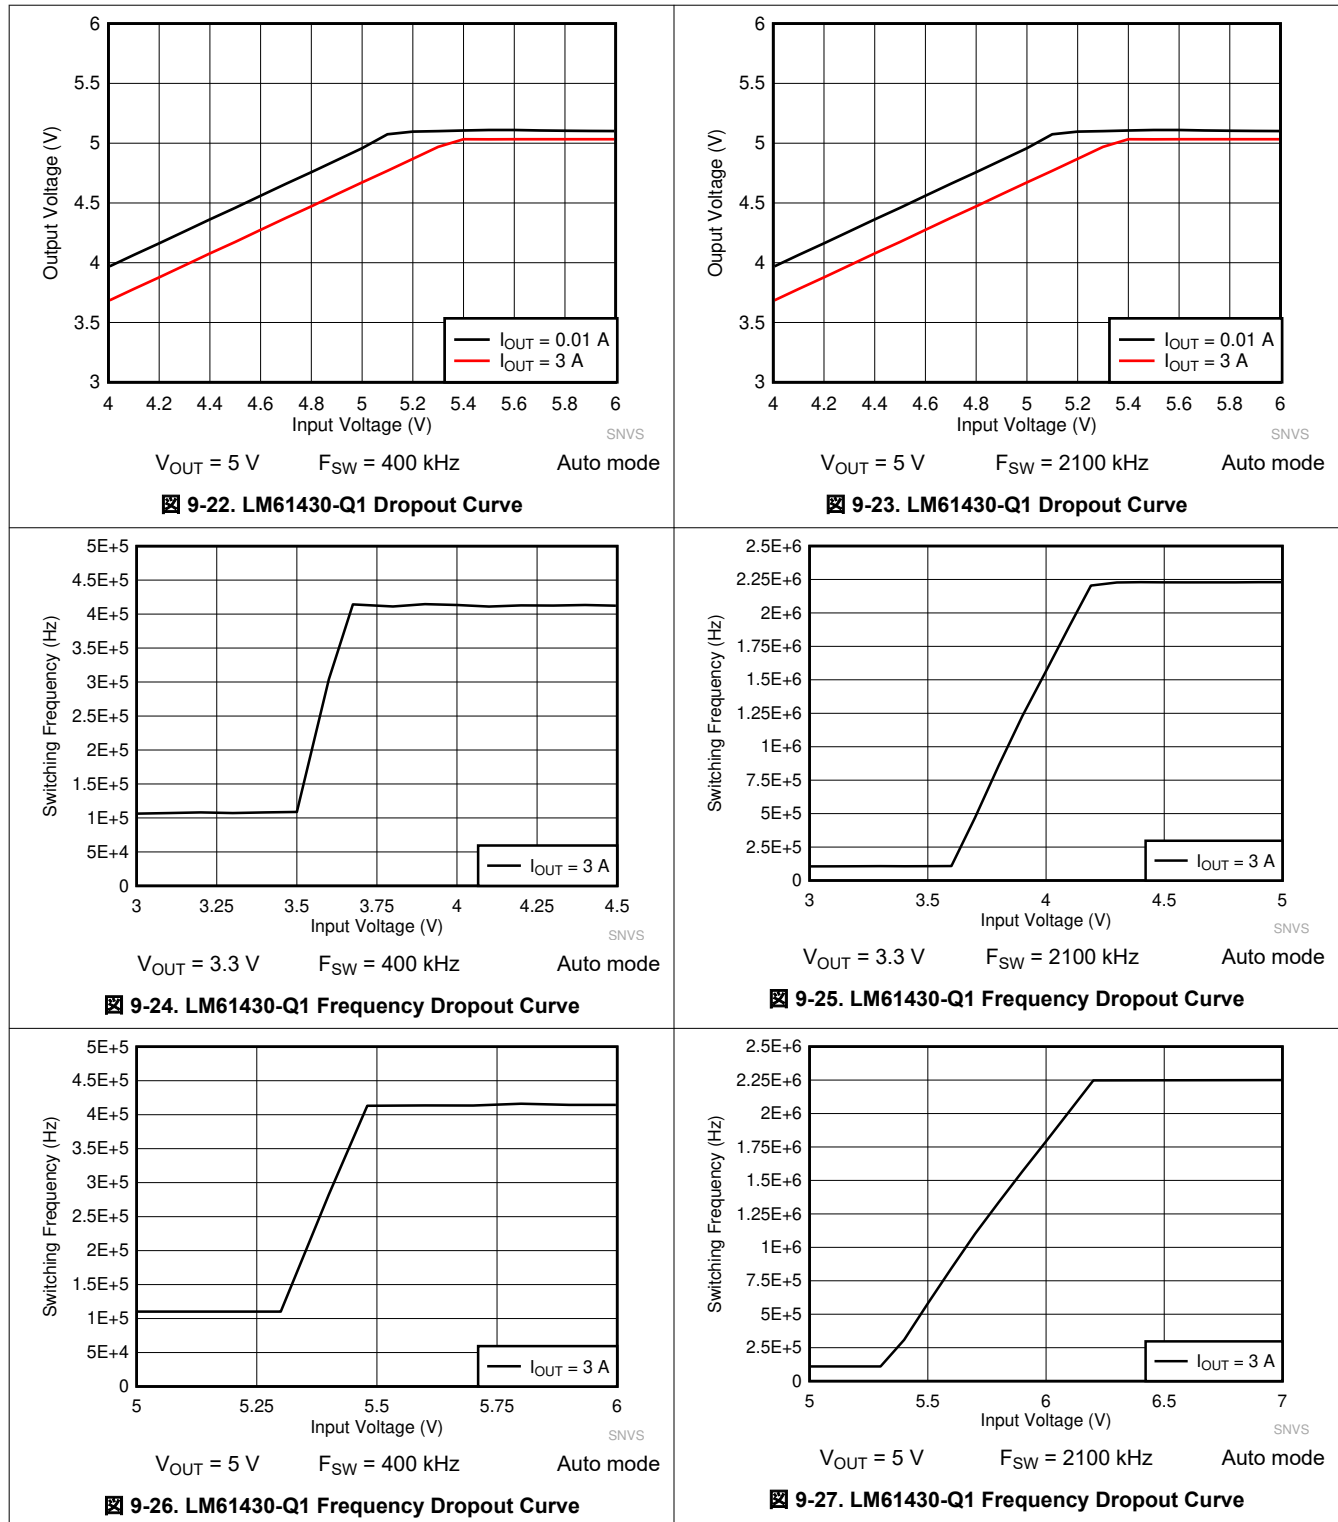 6
5.5
5
4.5
4
3.5
3
Output Voltage (V)
4 4.2 4.4 4.6 4.8 5 5.2 5.4 5.6 5.8 6
Input Voltage (V)
IOUT = 0.01 A
IOUT = 3 A
SNVS
VOUT = 5 V FSW = 400 kHz Auto mode
図 9-22. LM61430-Q1 Dropout Curve
6
5.5
5
4.5
4
3.5
3
Ouput Voltage (V)
4 4.2 4.4 4.6 4.8 5 5.2 5.4 5.6 5.8 6
Input Voltage (V)
IOUT = 0.01 A
IOUT = 3 A
SNVS
VOUT = 5 V FSW = 2100 kHz Auto mode
図 9-23. LM61430-Q1 Dropout Curve
5E+5
4.5E+5
4E+5
3.5E+5
3E+5
2.5E+5
2E+5
1.5E+5
1E+5
5E+4
0
Switching Frequency (Hz)
3 3.25 3.5 3.75 4 4.25 4.5
Input Voltage (V)
IOUT = 3 A
SNVS
VOUT = 3.3 V FSW = 400 kHz Auto mode
図 9-24. LM61430-Q1 Frequency Dropout Curve
2.5E+6
2.25E+6
2E+6
1.75E+6
1.5E+6
1.25E+6
1E+6
7.5E+5
5E+5
2.5E+5
0
Switching Frequency (Hz)
3 3.5 4 4.5 5
Input Voltage (V)
IOUT = 3 A
SNVS
VOUT = 3.3 V FSW = 2100 kHz Auto mode
図 9-25. LM61430-Q1 Frequency Dropout Curve
5E+5
4.5E+5
4E+5
3.5E+5
3E+5
2.5E+5
2E+5
1.5E+5
1E+5
5E+4
0
Switching Frequency (Hz)
5 5.25 5.5 5.75 6
Input Voltage (V)
IOUT = 3 A
SNVS
VOUT = 5 V FSW = 400 kHz Auto mode
図 9-26. LM61430-Q1 Frequency Dropout Curve
2.5E+6
2.25E+6
2E+6
1.75E+6
1.5E+6
1.25E+6
1E+6
7.5E+5
5E+5
2.5E+5
0
Switching Frequency (Hz)
5 5.5 6 6.5 7
Input Voltage (V)
IOUT = 3 A
SNVS
VOUT = 5 V FSW = 2100 kHz Auto mode
図 9-27. LM61430-Q1 Frequency Dropout Curve